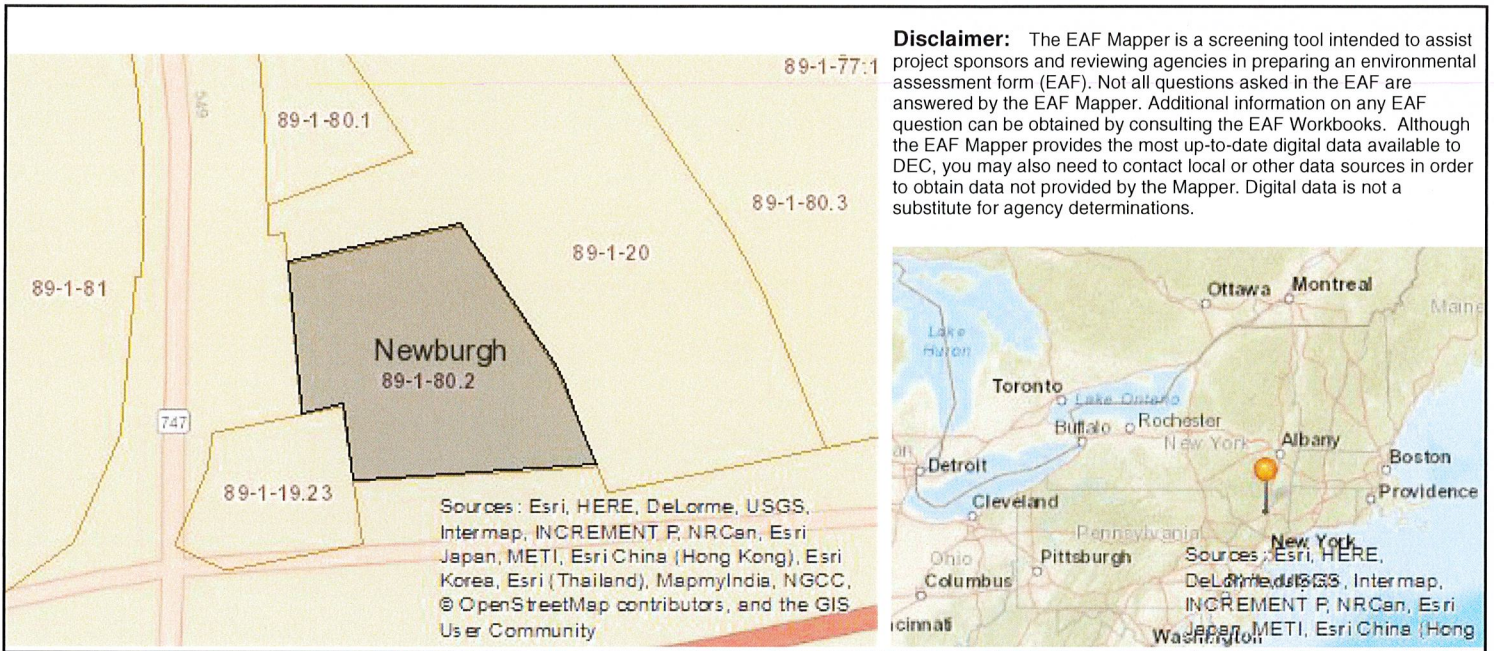 89-1-77.1
549
89-1-80.1
89-1-80.3
89-1-20
89-1-81
Newburgh
89-1-80.2
747
89-1-19.23
Sources: Esri, HERE, DeLorme, USGS,
Intermap, INCREMENT P, NRCan, Esri
Japan, METI, Esri China (Hong Kong), Esri
Korea, Esri (Thailand), MapmyIndia, NGCC,
© OpenStreetMap contributors, and the GIS
User Community
Disclaimer: The EAF Mapper is a screening tool intended to assist
project sponsors and reviewing agencies in preparing an environmental
assessment form (EAF). Not all questions asked in the EAF are
answered by the EAF Mapper. Additional information on any EAF
question can be obtained by consulting the EAF Workbooks. Although
the EAF Mapper provides the most up-to-date digital data available to
DEC, you may also need to contact local or other data sources in order
to obtain data not provided by the Mapper. Digital data is not a
substitute for agency determinations.
Ottawa
Montreal
Maine
Lake
Huron
Toronto
Lake Ontario
Buffalo
Rochester
New York
Albany
an
Detroit
Boston
Providence
Cleveland
Pennsylvania
New York
Ohio
Pittsburgh
Columbus
cinnati
Washington
Sources: Esri, HERE,
DeLorme, USGS, Intermap,
INCREMENT P, NRCan, Esri
Japan, METI, Esri China (Hong